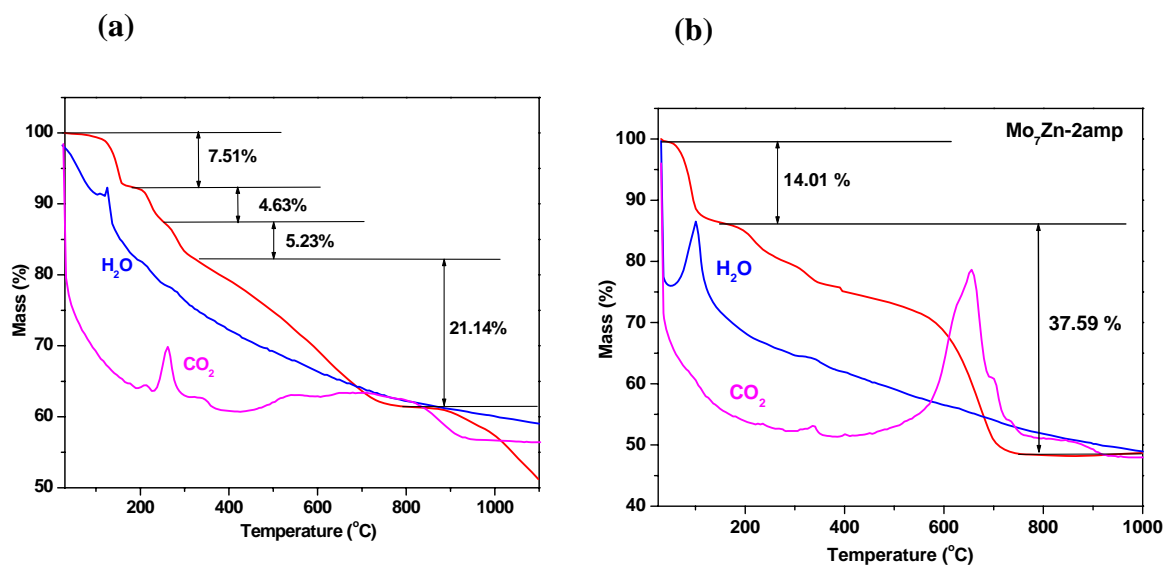 (a)
100
90
80
70
60
50
Mass (%)
200
400
600
800
1000
Temperature (°C)
7.51%
4.63%
5.23%
21.14%
H₂O
CO₂
(b)
Mo₇Zn-2amp
100
90
80
70
60
50
40
Mass (%)
200
400
600
800
1000
Temperature (°C)
14.01 %
37.59 %
H₂O
CO₂